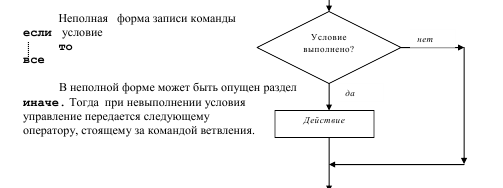 Неполная форма записи команды
если условие
то
все
В неполной форме может быть опущен раздел
иначе. Тогда при невыполнении условия
управление передается следующему
оператору, стоящему за командой ветвления.
Условие
выполнено?
нет
да
Действие